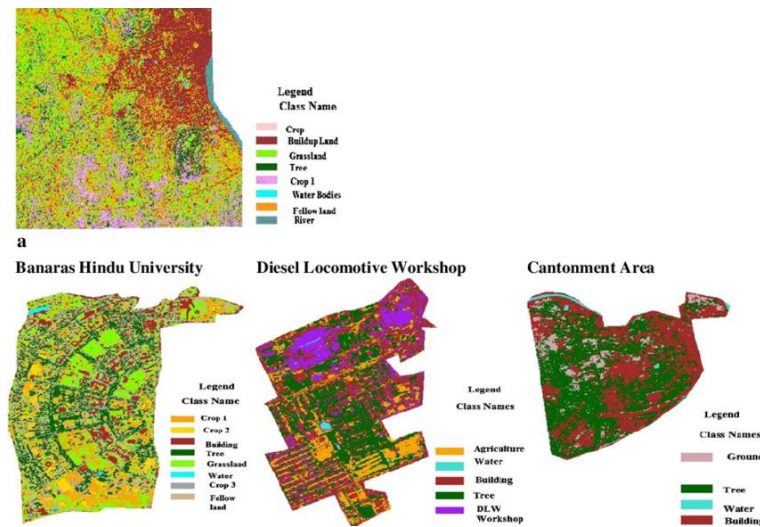 Legend
Class Name
Crop
Buildup Land
Grassland
Tree
Crop 1
Water Bodies
Fellow land
River
a
Banaras Hindu University
Diesel Locomotive Workshop
Cantonment Area
Legend
Class Name
Crop 1
Crop 2
Building
Tree
Grassland
Water
Crop 3
Fellow
land
Legend
Class Names
Agriculture
Water
Building
Tree
DLW
Workshop
Legend
Class Names
Ground
Tree
Water
Building